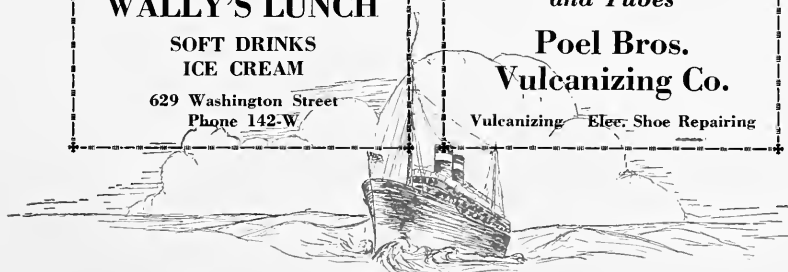 WALLY'S LUNCH
SOFT DRINKS
ICE CREAM
629 Washington Street
Phone 142-W
and Tubes
Poel Bros.
Vulcanizing Co.
Vulcanizing Elec. Shoe Repairing